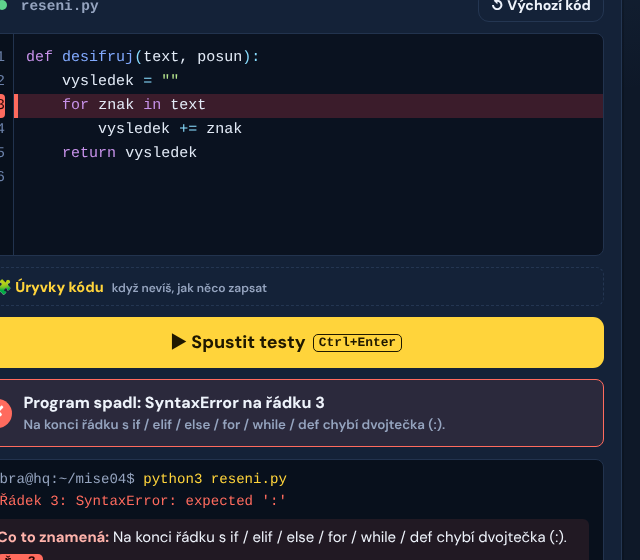 reseni.py
↺ Výchozí kód
1 def desifruj(text, posun):
2 vysledek = ""
3 for znak in text
4 vysledek += znak
5 return vysledek
6
Úryvky kódu když nevíš, jak něco zapsat
▶ Spustit testy Ctrl+Enter
Program spadl: SyntaxError na řádku 3
Na konci řádku s if / elif / else / for / while / def chybí dvojtečka (:).
bra@hq:~/mise04$ python3 reseni.py
Řádek 3: SyntaxError: expected ':'
Co to znamená: Na konci řádku s if / elif / else / for / while / def chybí dvojtečka (:).